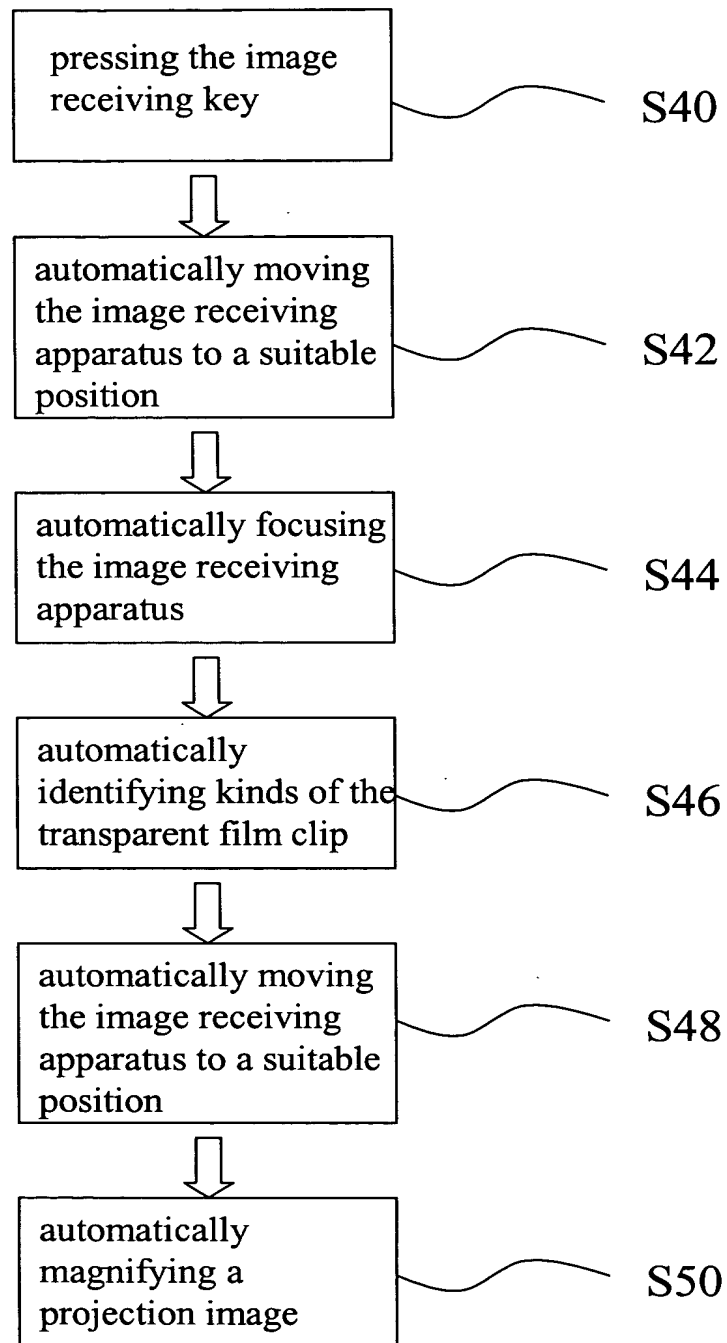 pressing the image
receiving key
S40
automatically moving
the image receiving
apparatus to a suitable
position
S42
automatically focusing
the image receiving
apparatus
S44
automatically
identifying kinds of the
transparent film clip
S46
automatically moving
the image receiving
apparatus to a suitable
position
S48
automatically
magnifying a
projection image
S50